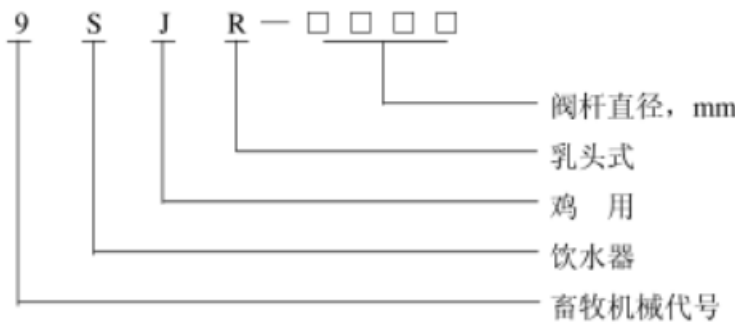 9 S J R — □ □ □ □
阀杆直径，mm
乳头式
鸡 用
饮水器
畜牧机械代号